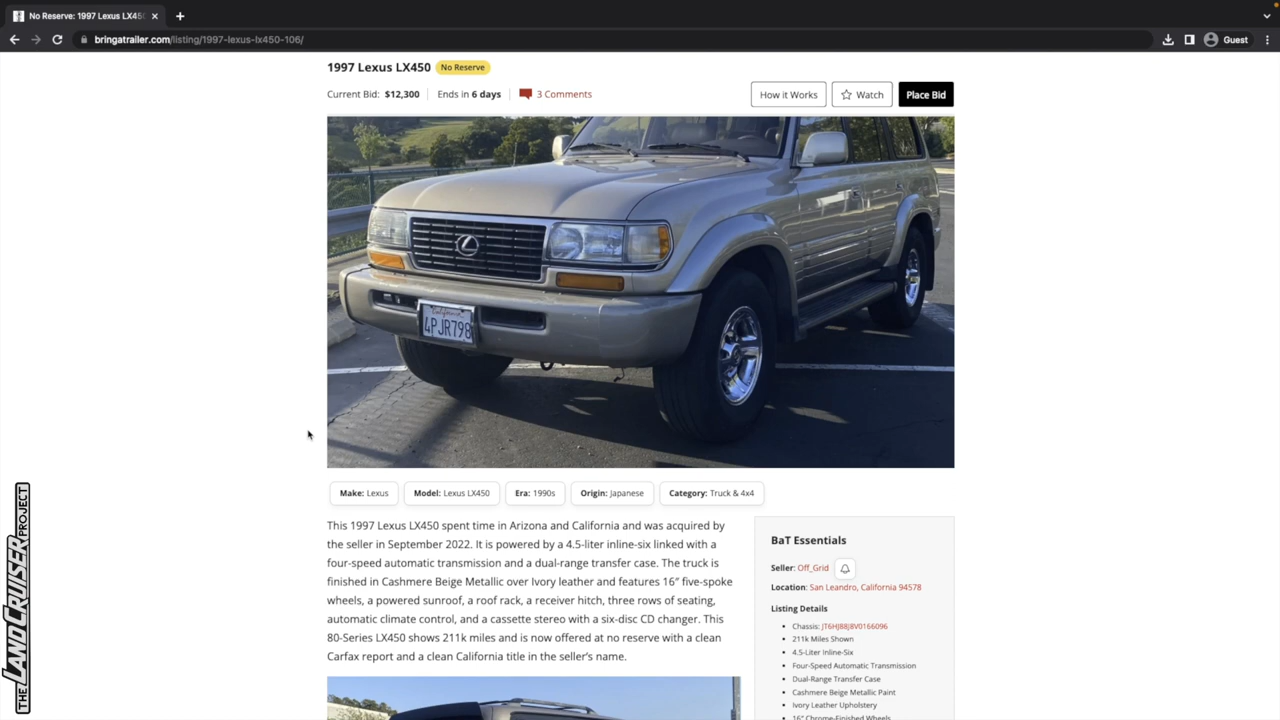 No Reserve: 1997 Lexus LX450
bringatrailer.com/listing/1997-lexus-lx450-106/
Guest
1997 Lexus LX450 No Reserve
Current Bid: $12,300 Ends in 6 days 3 Comments
How it Works Watch Place Bid
California
4PJR798
Make: Lexus Model: Lexus LX450 Era: 1990s Origin: Japanese Category: Truck & 4x4
This 1997 Lexus LX450 spent time in Arizona and California and was acquired by
the seller in September 2022. It is powered by a 4.5-liter inline-six linked with a
four-speed automatic transmission and a dual-range transfer case. The truck is
finished in Cashmere Beige Metallic over Ivory leather and features 16″ five-spoke
wheels, a powered sunroof, a roof rack, a receiver hitch, three rows of seating,
automatic climate control, and a cassette stereo with a six-disc CD changer. This
80-Series LX450 shows 211k miles and is now offered at no reserve with a clean
Carfax report and a clean California title in the seller’s name.
BaT Essentials
Seller: Off_Grid
Location: San Leandro, California 94578
Listing Details
Chassis: JT6HJ88J8V0166096
211k Miles Shown
4.5-Liter Inline-Six
Four-Speed Automatic Transmission
Dual-Range Transfer Case
Cashmere Beige Metallic Paint
Ivory Leather Upholstery
16″ Chrome-Finished Wheels
THE LAND CRUISER PROJECT